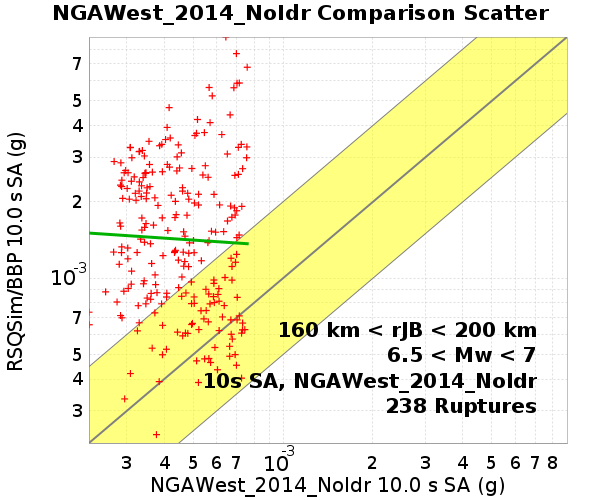 NGAWest_2014_NoIdr Comparison Scatter
RSQSim/BBP 10.0 s SA (g)
7
5
4
3
2
10-3
7
5
4
3
160 km < rJB < 200 km
6.5 < Mw < 7
10s SA, NGAWest_2014_NoIdr
238 Ruptures
3 4 5 6 7 10-3 2 3 4 5 6 7 8
NGAWest_2014_NoIdr 10.0 s SA (g)